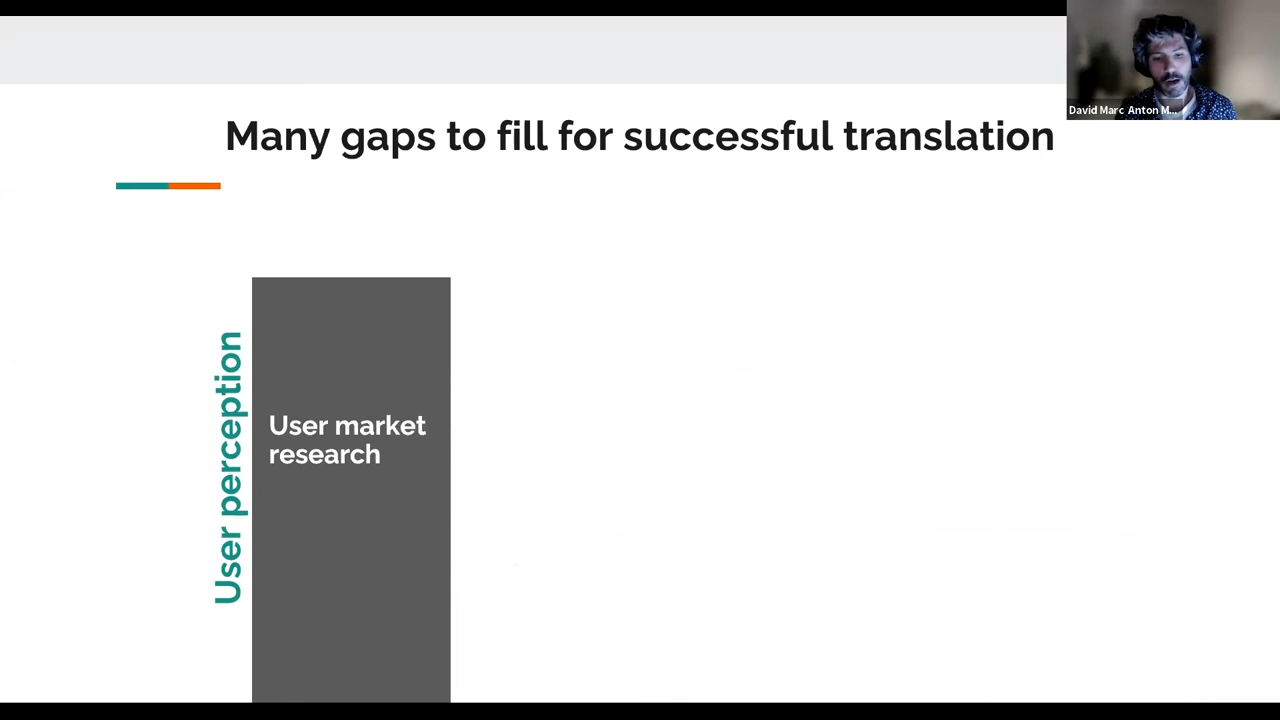 David Marc Anton M...
Many gaps to fill for successful translation
User perception
User market
research